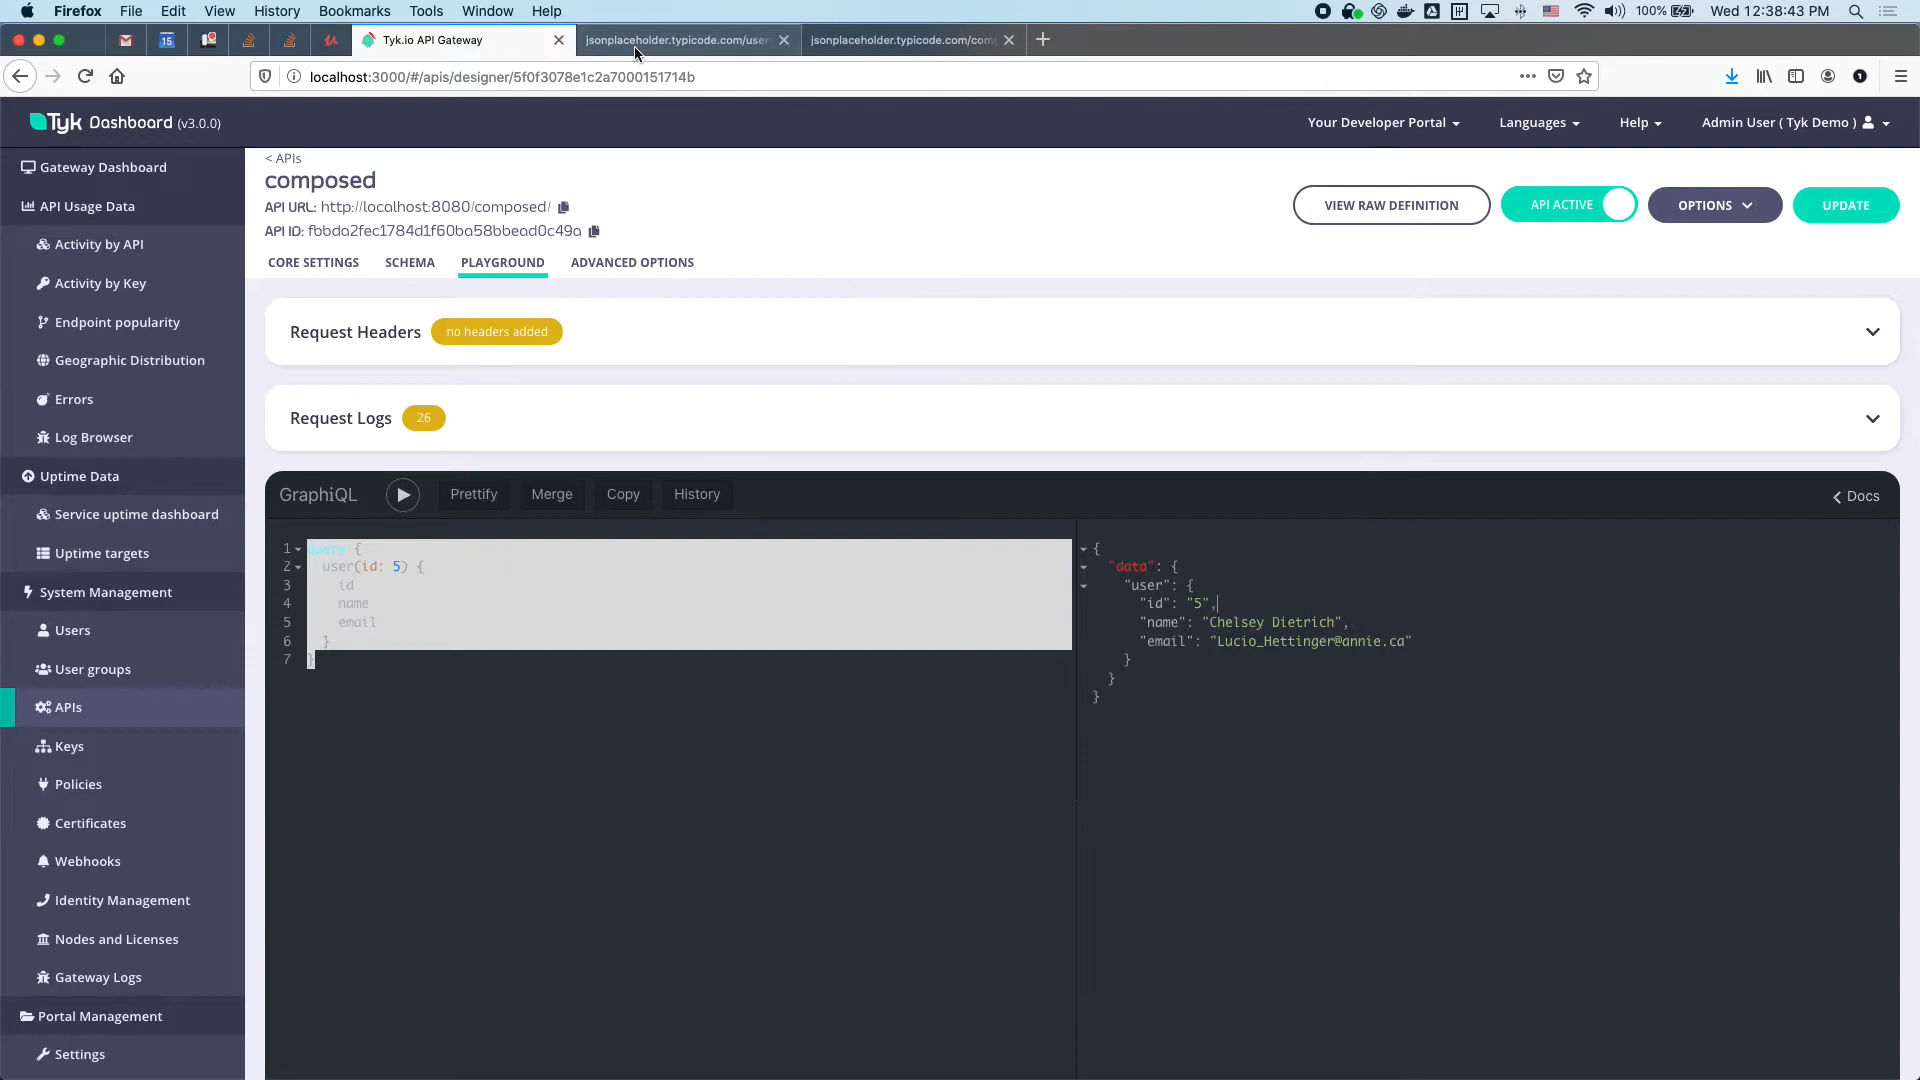 Firefox File Edit View History Bookmarks Tools Window Help 100% Wed 12:38:43 PM
Tyk.io API Gateway jsonplaceholder.typicode.com/user jsonplaceholder.typicode.com/com
localhost:3000/#/apis/designer/5f0f3078e1c2a7000151714b
Tyk Dashboard (v3.0.0) Your Developer Portal Languages Help Admin User ( Tyk Demo )
Gateway Dashboard
API Usage Data
Activity by API
Activity by Key
Endpoint popularity
Geographic Distribution
Errors
Log Browser
Uptime Data
Service uptime dashboard
Uptime targets
System Management
Users
User groups
APIs
Keys
Policies
Certificates
Webhooks
Identity Management
Nodes and Licenses
Gateway Logs
Portal Management
Settings
< APIs
composed
API URL: http://localhost:8080/composed/
API ID: fbbda2fec1784d1f60ba58bbead0c49a
VIEW RAW DEFINITION API ACTIVE OPTIONS UPDATE
CORE SETTINGS SCHEMA PLAYGROUND ADVANCED OPTIONS
Request Headers no headers added
Request Logs 26
GraphiQL Prettify Merge Copy History Docs
1 query {
2 user(id: 5) {
3 id
4 name
5 email
6 }
7 }
{
"data": {
"user": {
"id": "5",
"name": "Chelsey Dietrich",
"email": "Lucio_Hettinger@annie.ca"
}
}
}